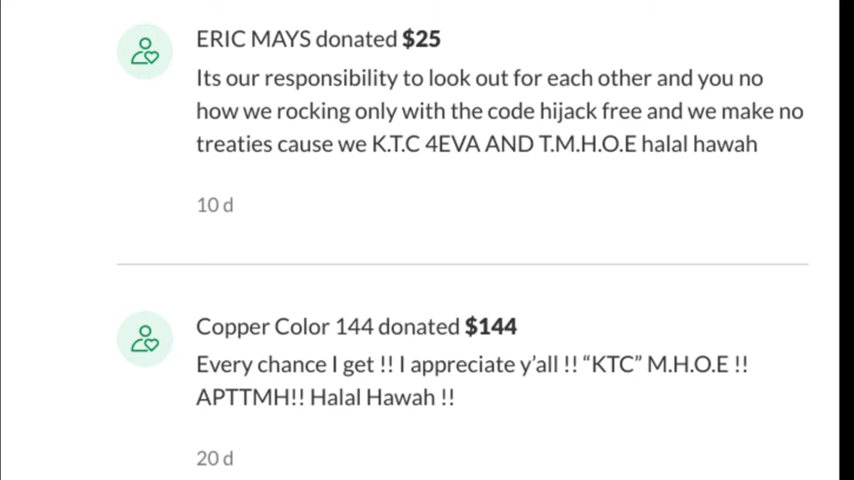 ERIC MAYS donated $25
Its our responsibility to look out for each other and you no
how we rocking only with the code hijack free and we make no
treaties cause we K.T.C 4EVA AND T.M.H.O.E halal hawah
10 d
Copper Color 144 donated $144
Every chance I get !! I appreciate y’all !! “KTC” M.H.O.E !!
APTTMH!! Halal Hawah !!
20 d